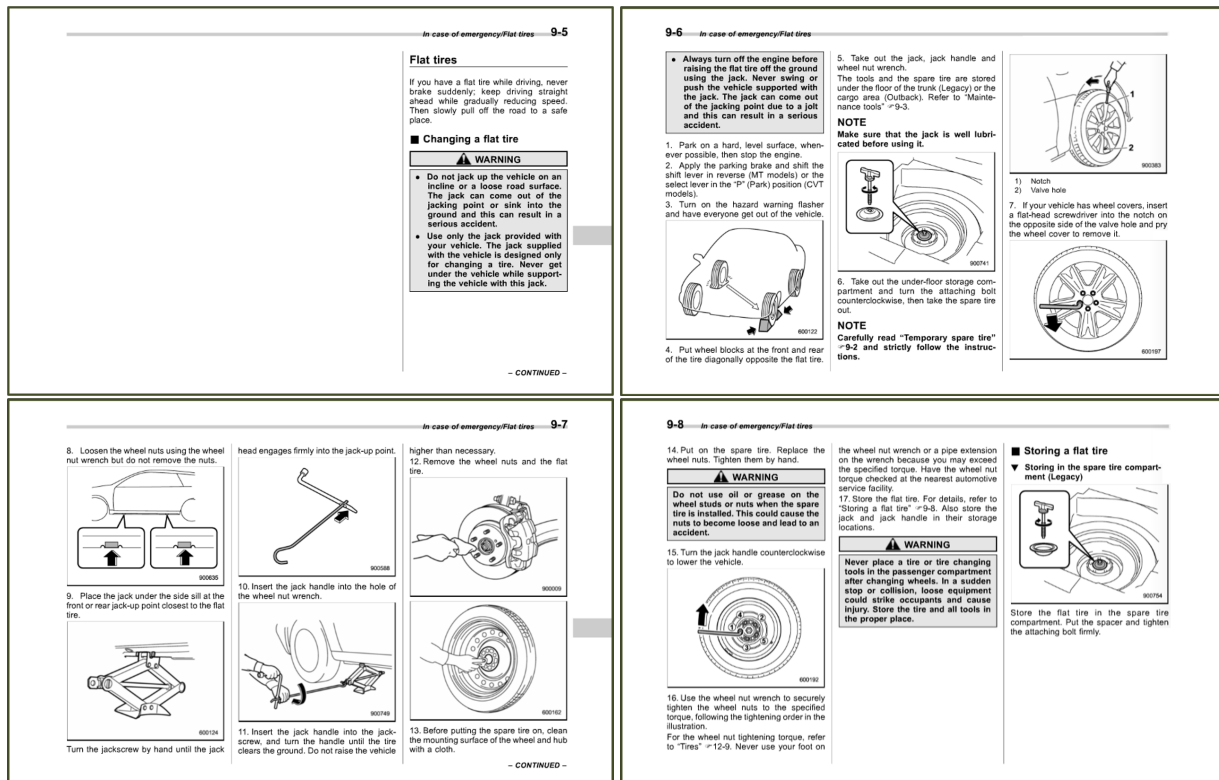 In case of emergency/Flat tires 9-5
Flat tires
If you have a flat tire while driving, never
brake suddenly; keep driving straight
ahead while gradually reducing speed.
Then slowly pull off the road to a safe
place.
■ Changing a flat tire
WARNING
● Do not jack up the vehicle on an
incline or a loose road surface.
The jack can come out of the
jacking point or sink into the
ground and this can result in a
serious accident.
● Use only the jack provided with
your vehicle. The jack supplied
with the vehicle is designed only
for changing a tire. Never get
under the vehicle while support-
ing the vehicle with this jack.
– CONTINUED –
9-6 In case of emergency/Flat tires
● Always turn off the engine before
raising the flat tire off the ground
using the jack. Never swing or
push the vehicle supported with
the jack. The jack can come out
of the jacking point due to a jolt
and this can result in a serious
accident.
1. Park on a hard, level surface, when-
ever possible, then stop the engine.
2. Apply the parking brake and shift the
shift lever in reverse (MT models) or the
select lever in the “P” (Park) position (CVT
models).
3. Turn on the hazard warning flasher
and have everyone get out of the vehicle.
600122
4. Put wheel blocks at the front and rear
of the tire diagonally opposite the flat tire.
5. Take out the jack, jack handle and
wheel nut wrench.
The tools and the spare tire are stored
under the floor of the trunk (Legacy) or the
cargo area (Outback). Refer to “Mainte-
nance tools” ☞9-3.
NOTE
Make sure that the jack is well lubri-
cated before using it.
900741
6. Take out the under-floor storage com-
partment and turn the attaching bolt
counterclockwise, then take the spare tire
out.
NOTE
Carefully read “Temporary spare tire”
☞9-2 and strictly follow the instruc-
tions.
1
2
900383
1) Notch
2) Valve hole
7. If your vehicle has wheel covers, insert
a flat-head screwdriver into the notch on
the opposite side of the valve hole and pry
the wheel cover to remove it.
600197
In case of emergency/Flat tires 9-7
8. Loosen the wheel nuts using the wheel
nut wrench but do not remove the nuts.
900635
9. Place the jack under the side sill at the
front or rear jack-up point closest to the flat
tire.
600124
Turn the jackscrew by hand until the jack
head engages firmly into the jack-up point.
900588
10. Insert the jack handle into the hole of
the wheel nut wrench.
900749
11. Insert the jack handle into the jack-
screw, and turn the handle until the tire
clears the ground. Do not raise the vehicle
higher than necessary.
12. Remove the wheel nuts and the flat
tire.
900009
600162
13. Before putting the spare tire on, clean
the mounting surface of the wheel and hub
with a cloth.
– CONTINUED –
9-8 In case of emergency/Flat tires
14. Put on the spare tire. Replace the
wheel nuts. Tighten them by hand.
WARNING
Do not use oil or grease on the
wheel studs or nuts when the spare
tire is installed. This could cause the
nuts to become loose and lead to an
accident.
15. Turn the jack handle counterclockwise
to lower the vehicle.
4
1
2
5
3
600192
16. Use the wheel nut wrench to securely
tighten the wheel nuts to the specified
torque, following the tightening order in the
illustration.
For the wheel nut tightening torque, refer
to “Tires” ☞12-9. Never use your foot on
the wheel nut wrench or a pipe extension
on the wrench because you may exceed
the specified torque. Have the wheel nut
torque checked at the nearest automotive
service facility.
17. Store the flat tire. For details, refer to
“Storing a flat tire” ☞9-8. Also store the
jack and jack handle in their storage
locations.
WARNING
Never place a tire or tire changing
tools in the passenger compartment
after changing wheels. In a sudden
stop or collision, loose equipment
could strike occupants and cause
injury. Store the tire and all tools in
the proper place.
■ Storing a flat tire
▼ Storing in the spare tire compart-
ment (Legacy)
900754
Store the flat tire in the spare tire
compartment. Put the spacer and tighten
the attaching bolt firmly.